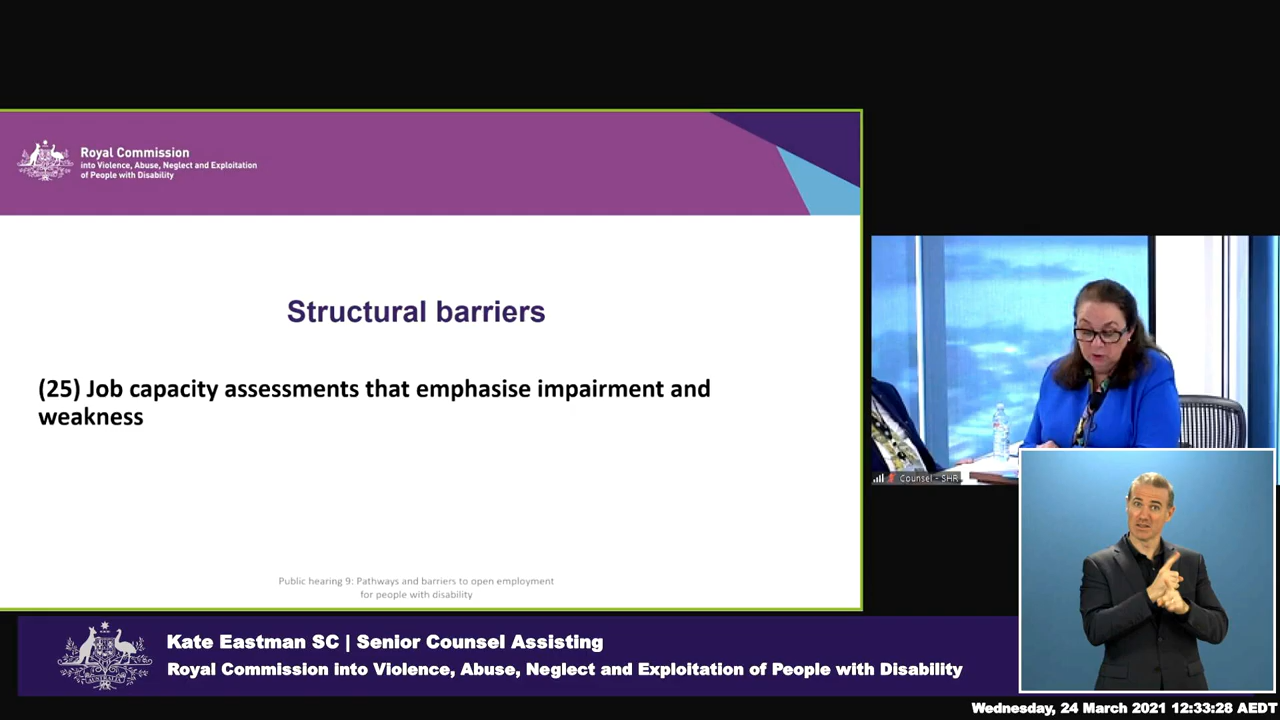 Royal Commission
into Violence, Abuse, Neglect and Exploitation
of People with Disability
Structural barriers
(25) Job capacity assessments that emphasise impairment and
weakness
Public hearing 9: Pathways and barriers to open employment
for people with disability
Counsel - SHR
Kate Eastman SC | Senior Counsel Assisting
Royal Commission into Violence, Abuse, Neglect and Exploitation of People with Disability
Wednesday, 24 March 2021 12:33:28 AEDT